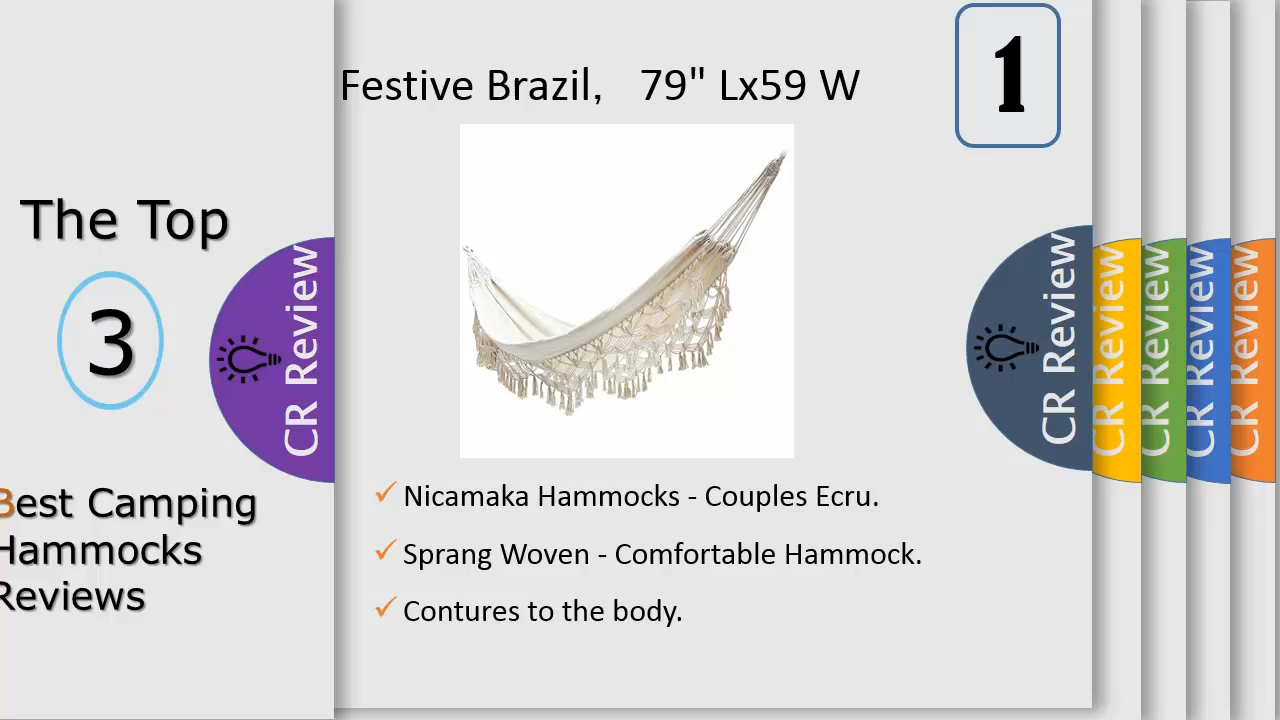 The Top
3
Best Camping
Hammocks
Reviews
CR Review
Festive Brazil, 79" Lx59 W
1
Nicamaka Hammocks - Couples Ecru.
Sprang Woven - Comfortable Hammock.
Contures to the body.
CR Review
CR Review
CR Review
CR Review
CR Review